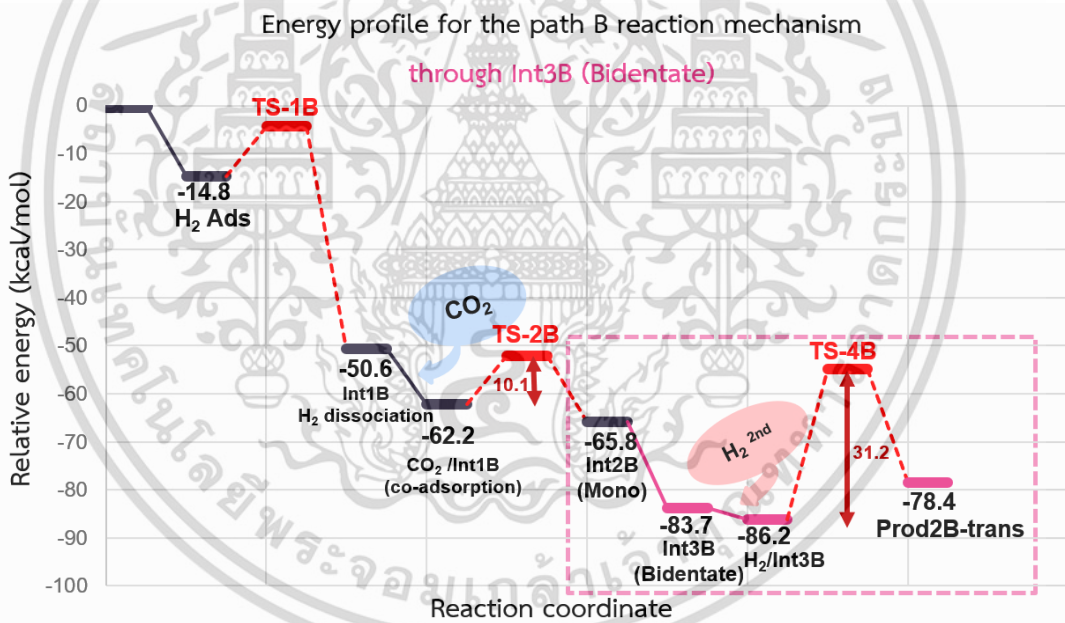 Energy profile for the path B reaction mechanism
through Int3B (Bidentate)
Relative energy (kcal/mol)
0
-10
-20
-30
-40
-50
-60
-70
-80
-90
-100
TS-1B
-14.8
H₂ Ads
-50.6
Int1B
H₂ dissociation
CO₂
-62.2
CO₂ /Int1B
(co-adsorption)
TS-2B
10.1
-65.8
Int2B
(Mono)
-83.7
Int3B
(Bidentate)
H₂ 2nd
-86.2
H₂/Int3B
TS-4B
31.2
-78.4
Prod2B-trans
Reaction coordinate